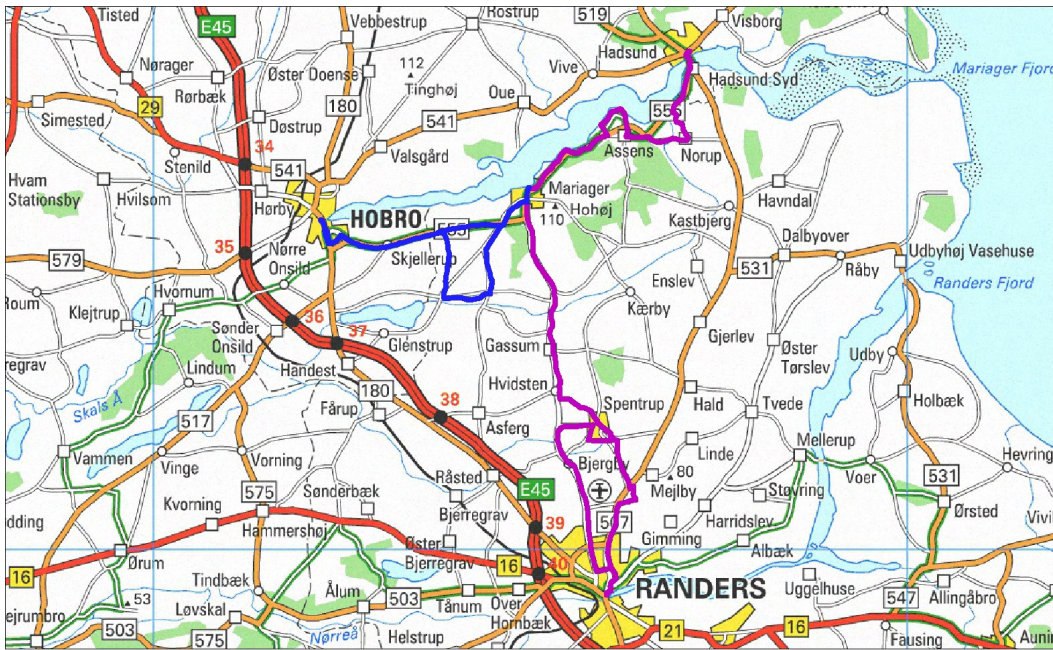 Tisted
E45
Vebbestrup
Rostrup
519
Visborg
Hadsund
Nørager
Øster Doense
112
Tinghøj
Vive
Hadsund Syd
Mariager Fjord
Rørbæk
29
180
Oue
Simested
Døstrup
541
Valsgård
Assens
Norup
34
Stenild
541
Hvam
Stationsby
Hvilsom
Hørby
Mariager
Hohøj
110
Havndal
HOBRO
Kastbjerg
35
Nørre
Onsild
555
Skjellerup
Dalbyover
Udbyhøj Vasehuse
579
Enslev
531
Råby
Randers Fjord
Hvornum
Klejtrup
36
37
Kærby
Sønder
Onsild
Glenstrup
Gassum
Gjerlev
Øster
Tørslev
Udby
Lindum
Handest
Hvidsten
Skals Å
180
38
Hald
Holbæk
517
Fårup
Spentrup
Tvede
Asferg
Linde
Mellerup
Vammen
Vinge
Vorning
Bjergby
80
Mejlby
Voer
Hevring
Råsted
531
575
Sønderbæk
E45
Støvring
Kvorning
Bjerregrav
Harridslev
Ørsted
Hammershøj
39
507
Gimming
Øster
Bjerregrav
Albæk
Ørum
16
40
16
Tindbæk
RANDERS
Uggelhuse
Ålum
503
Tånum
Over
Hornbæk
547
Allingåbro
53
Løvskal
503
575
Nørreå
Helstrup
21
16
Fausing